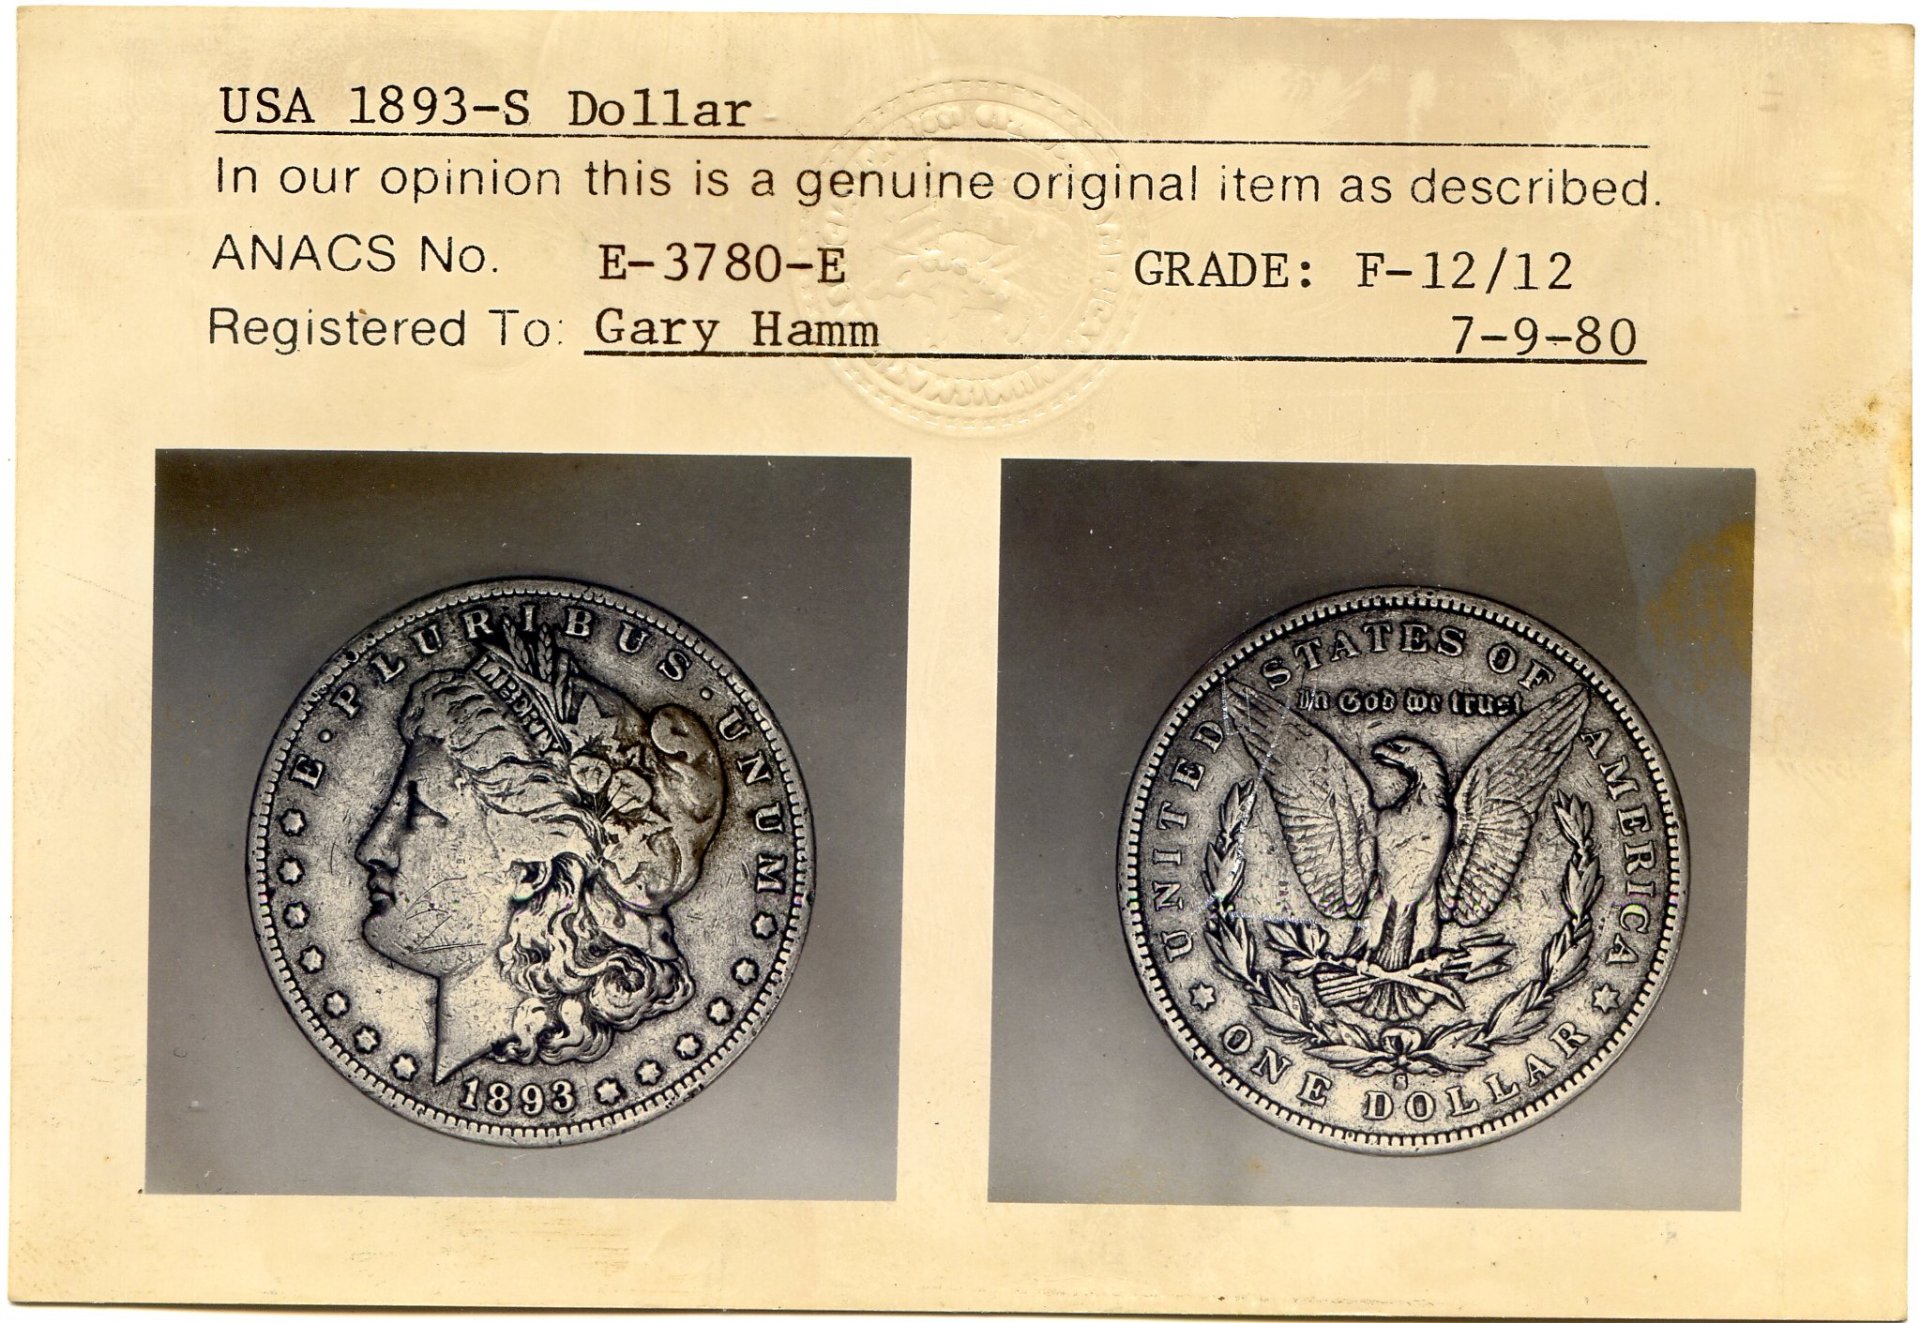 USA 1893-S Dollar
In our opinion this is a genuine original item as described.
ANACS No. E-3780-E GRADE: F-12/12
Registered To: Gary Hamm 7-9-80
E · PLURIBUS · UNUM
LIBERTY
1893
UNITED STATES OF AMERICA
In God we trust
S
ONE DOLLAR